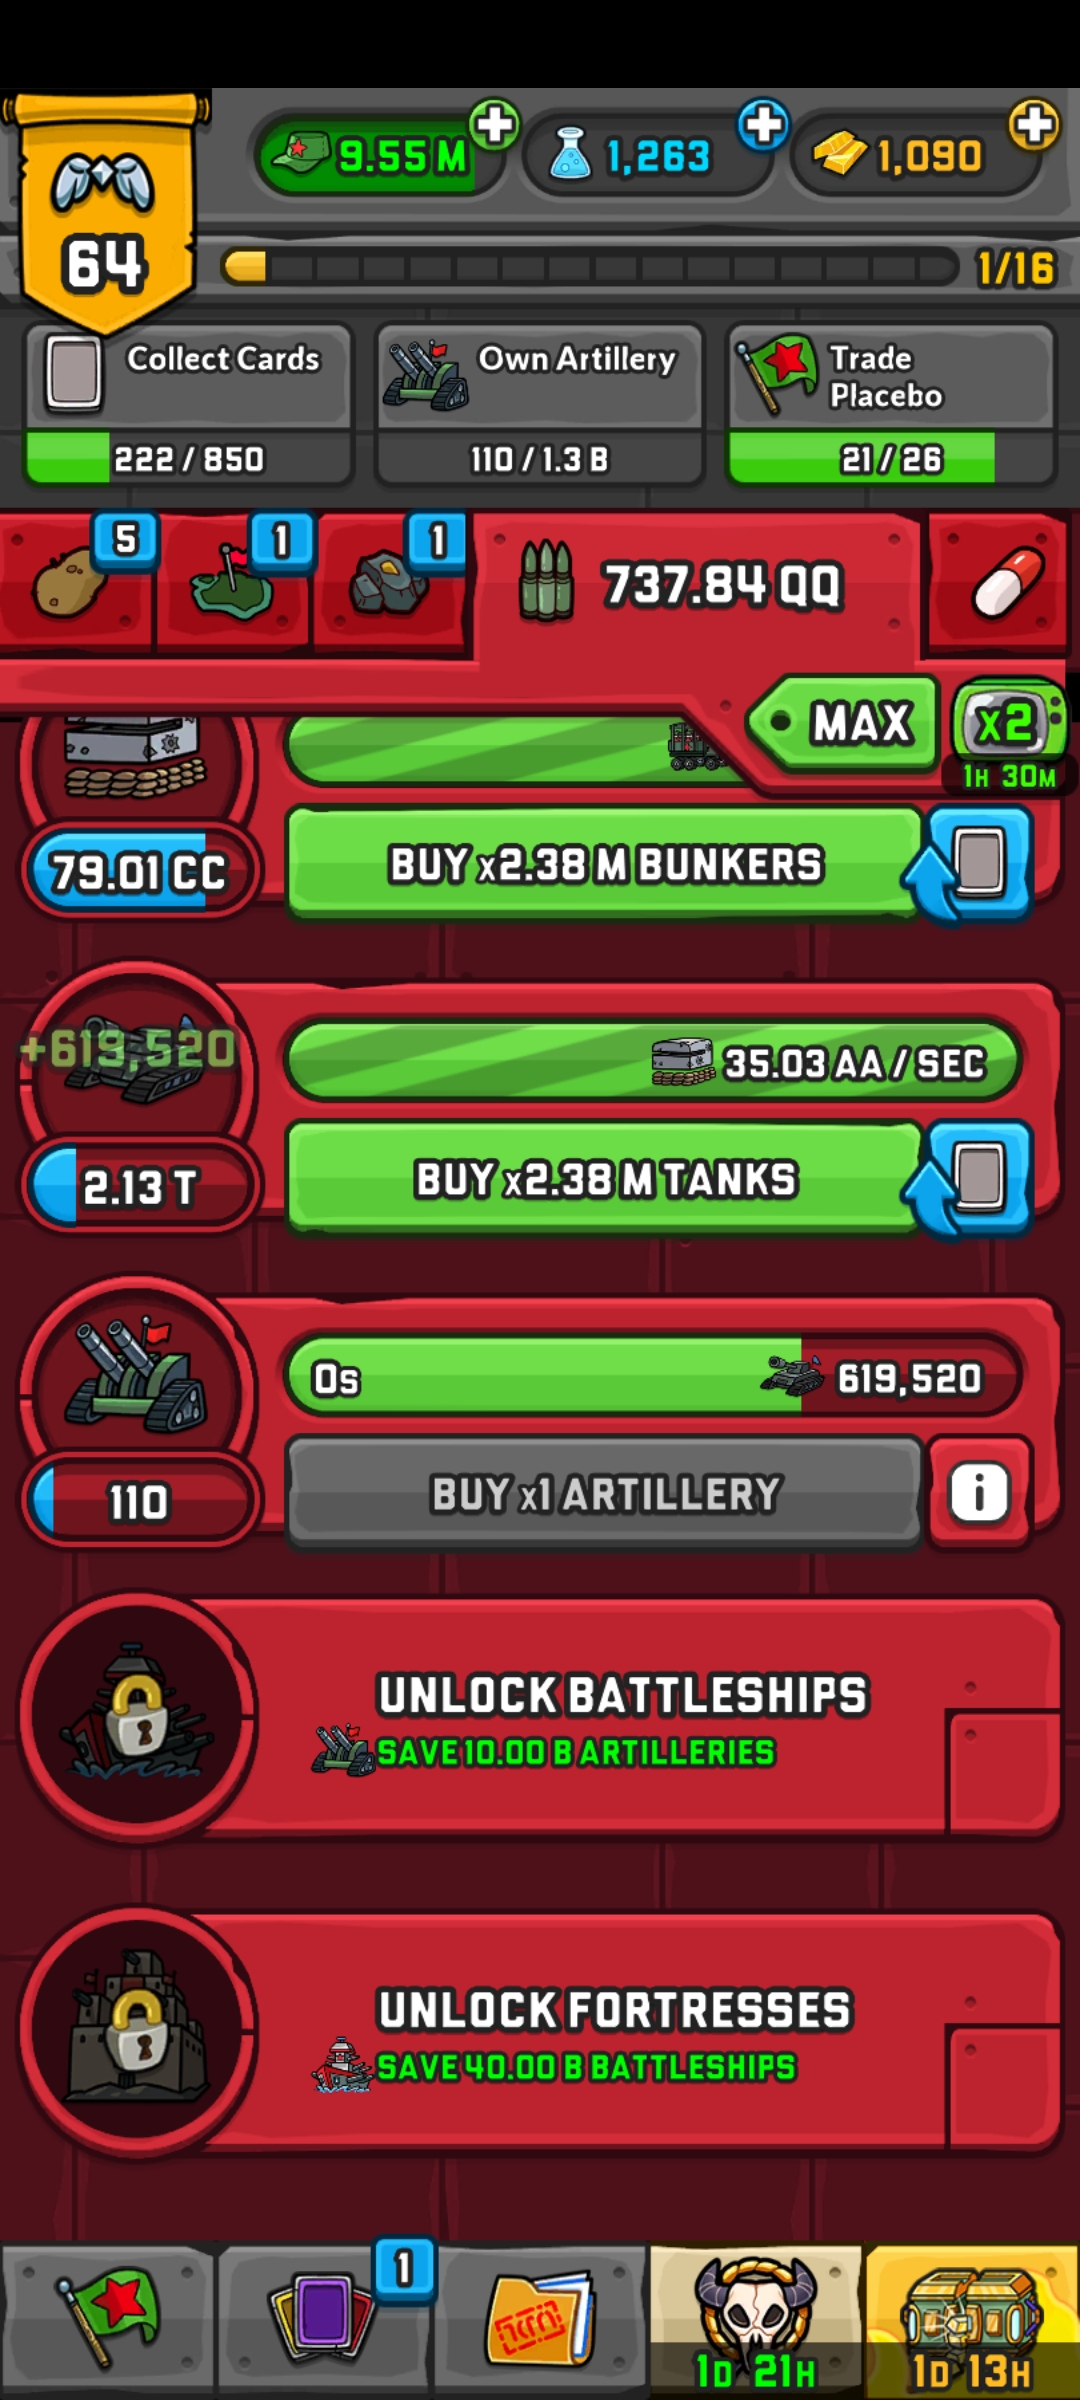 64
9.55 M
1,263
1,090
1/16
Collect Cards
222 / 850
Own Artillery
110 / 1.3 B
Trade
Placebo
21 / 26
5
1
1
737.84 QQ
MAX
x2
1H 30M
79.01 CC
BUY x2.38 M BUNKERS
+619,520
35.03 AA / SEC
2.13 T
BUY x2.38 M TANKS
0s
619,520
110
BUY x1 ARTILLERY
i
UNLOCK BATTLESHIPS
SAVE 10.00 B ARTILLERIES
UNLOCK FORTRESSES
SAVE 40.00 B BATTLESHIPS
1
1D 21H
1D 13H